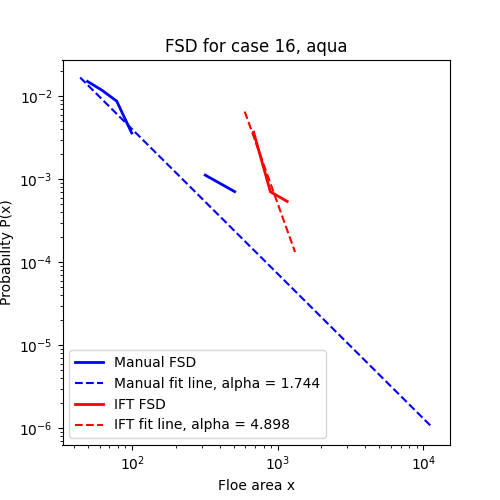 FSD for case 16, aqua
Probability P(x)
10⁻²
10⁻³
10⁻⁴
10⁻⁵
10⁻⁶
Manual FSD
Manual fit line, alpha = 1.744
IFT FSD
IFT fit line, alpha = 4.898
10² 10³ 10⁴
Floe area x